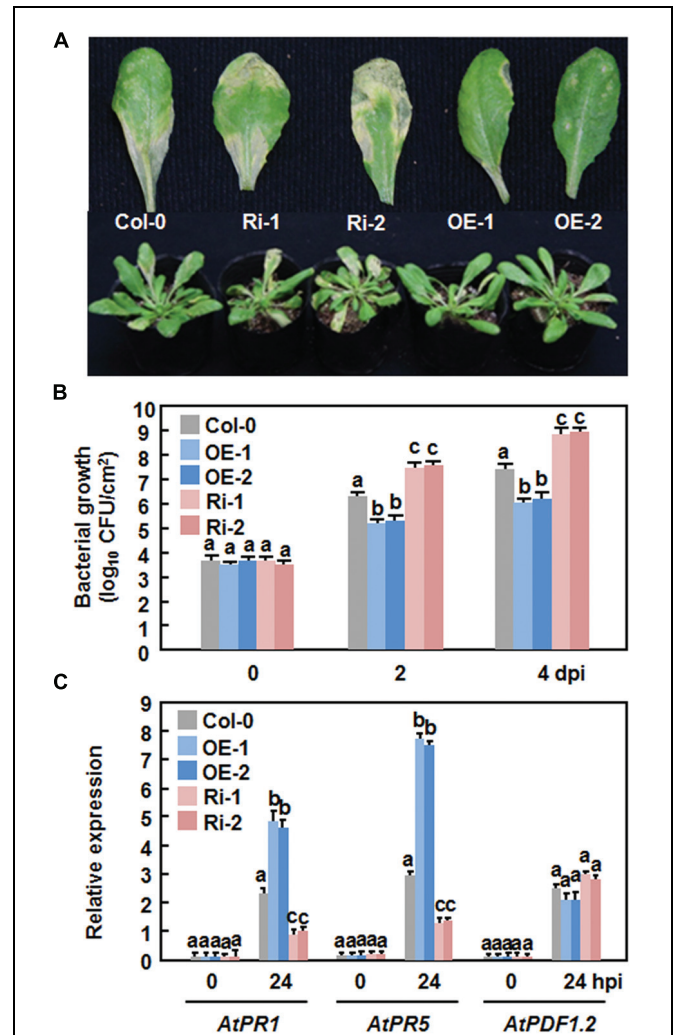 A
Col-0 Ri-1 Ri-2 OE-1 OE-2
B
Bacterial growth
(log₁₀ CFU/cm²)
10
9
8
7
6
5
4
3
2
1
0
Col-0
OE-1
OE-2
Ri-1
Ri-2
a a a a a
a b b c c
a b b c c
0 2 4 dpi
C
Relative expression
9
8
7
6
5
4
3
2
1
0
Col-0
OE-1
OE-2
Ri-1
Ri-2
aaaaa
a b b c c
aaaaa
a b b c c
aaaaa
a a a a a
0 24 0 24 0 24 hpi
AtPR1 AtPR5 AtPDF1.2